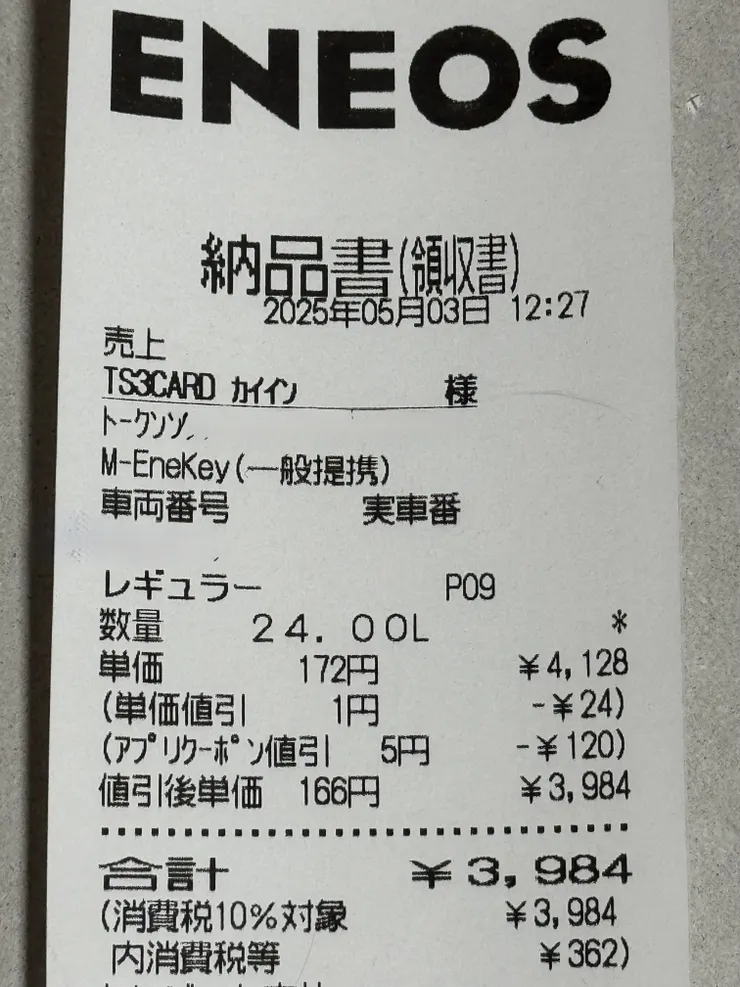 ENEOS
納品書(領収書)
2025年05月03日 12:27
売上
TS3CARD カイイン 様
トークンソ
M-EneKey(一般提携)
車両番号 実車番
レギュラー P09
数量 24.00L *
単価 172円 ¥4,128
(単価値引 1円 -¥24)
(アプリクーポン値引 5円 -¥120)
値引後単価 166円 ¥3,984
合計 ¥3,984
(消費税10%対象 ¥3,984
内消費税等 ¥362)